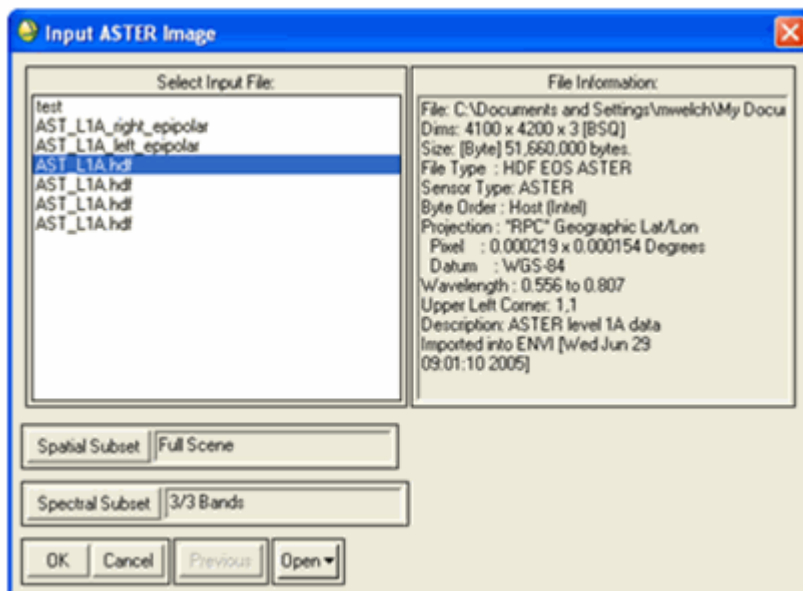 Input ASTER Image
Select Input File:
test
AST_L1A_right_epipolar
AST_L1A_left_epipolar
AST_L1A.hdf
AST_L1A.hdf
AST_L1A.hdf
AST_L1A.hdf
File Information:
File: C:\Documents and Settings\mwelch\My Docu
Dims: 4100 x 4200 x 3 [BSQ]
Size: [Byte] 51,660,000 bytes.
File Type : HDF EOS ASTER
Sensor Type: ASTER
Byte Order : Host (Intel)
Projection : "RPC" Geographic Lat/Lon
Pixel : 0.000219 x 0.000154 Degrees
Datum : WGS-84
Wavelength : 0.556 to 0.807
Upper Left Corner: 1,1
Description: ASTER level 1A data
Imported into ENVI [Wed Jun 29
09:01:10 2005]
Spatial Subset Full Scene
Spectral Subset 3/3 Bands
OK Cancel Previous Open